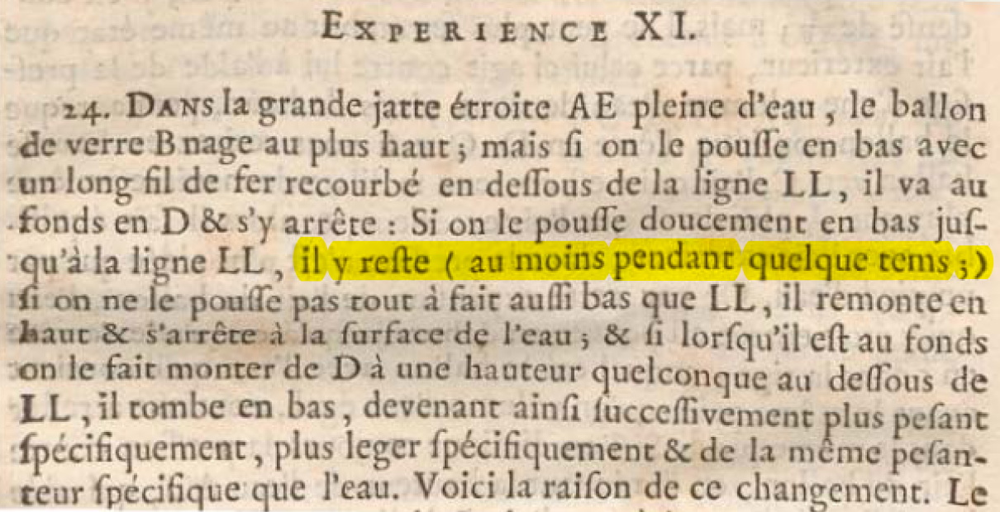 EXPERIENCE XI.
24. DANS la grande jatte étroite AE pleine d'eau, le ballon
de verre B nage au plus haut; mais ſi on le pouſſe en bas avec
un long fil de fer recourbé en deſſous de la ligne LL, il va au
fonds en D & s'y arrête : Si on le pouſſe doucement en bas juſ-
qu'à la ligne LL, il y reſte ( au moins pendant quelque tems ;)
ſi on ne le pouſſe pas tout à fait auſſi bas que LL, il remonte en
haut & s'arrête à la ſurface de l'eau ; & ſi lorſqu'il eſt au fonds
on le fait monter de D à une hauteur quelconque au deſſous de
LL, il tombe en bas, devenant ainſi ſucceſſivement plus peſant
ſpécifiquement, plus leger ſpécifiquement & de la même peſan-
teur ſpécifique que l'eau. Voici la raiſon de ce changement. Le